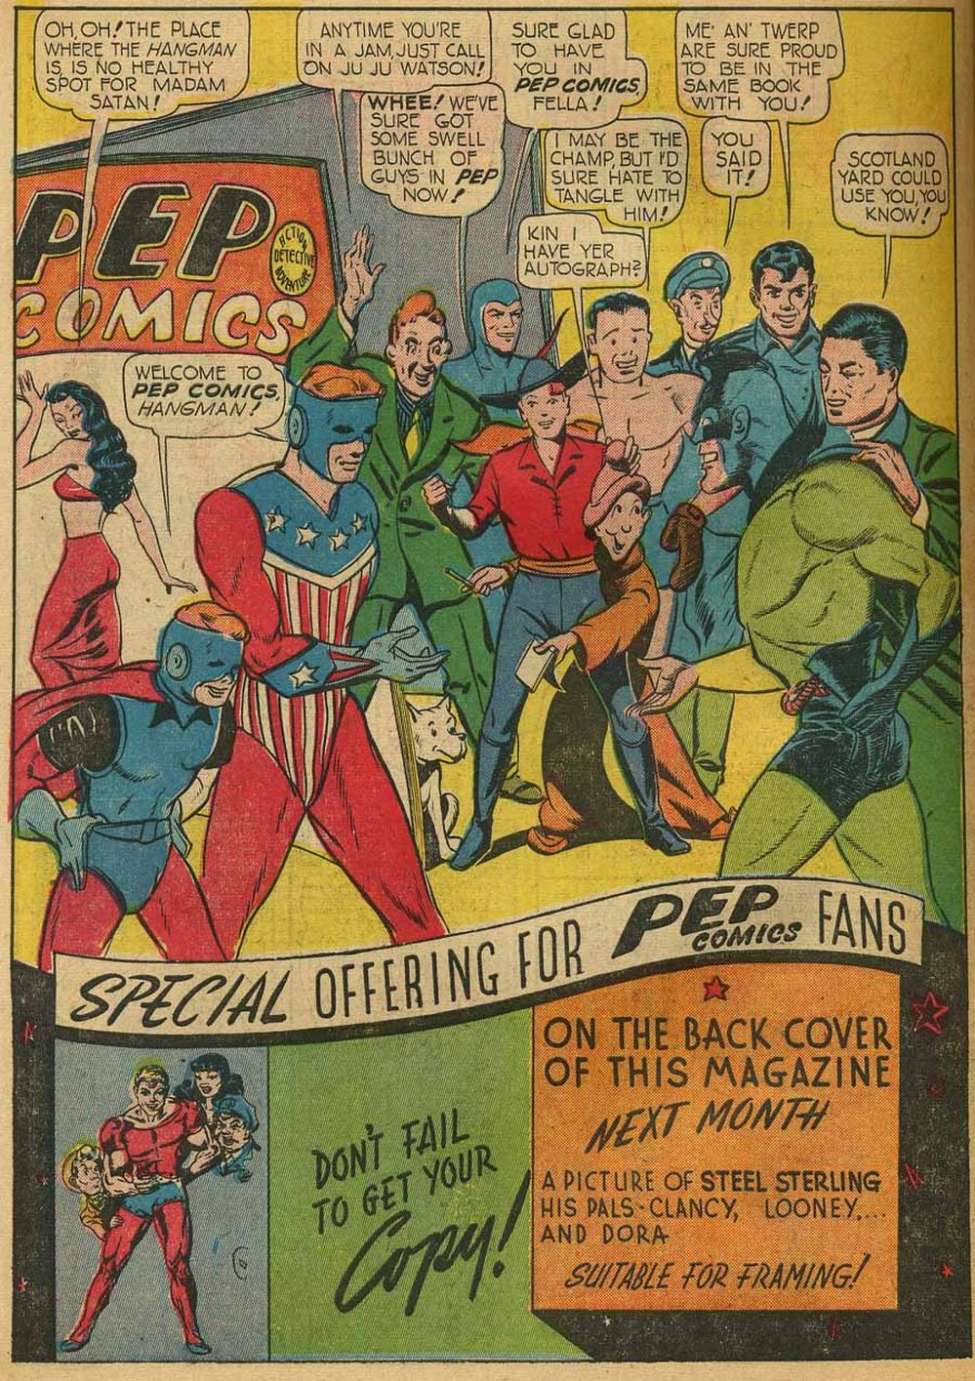 OH, OH! THE PLACE
WHERE THE HANGMAN
IS IS NO HEALTHY
SPOT FOR MADAM
SATAN!
ANYTIME YOU'RE
IN A JAM, JUST CALL
ON JU JU WATSON!
WHEE! WE'VE
SURE GOT
SOME SWELL
BUNCH OF
GUYS IN PEP
NOW!
SURE GLAD
TO HAVE
YOU IN
PEP COMICS,
FELLA!
ME' AN' TWERP
ARE SURE PROUD
TO BE IN THE
SAME BOOK
WITH YOU!
I MAY BE THE
CHAMP, BUT I'D
SURE HATE TO
TANGLE WITH
HIM!
YOU
SAID
IT!
SCOTLAND
YARD COULD
USE YOU, YOU
KNOW!
KIN I
HAVE YER
AUTOGRAPH?
PEP
COMICS
ACTION
DETECTIVE
ADVENTURE
WELCOME TO
PEP COMICS,
HANGMAN!
SPECIAL OFFERING FOR PEP COMICS FANS
DON'T FAIL
TO GET YOUR
Copy!
ON THE BACK COVER
OF THIS MAGAZINE
NEXT MONTH
A PICTURE OF STEEL STERLING
HIS PALS-CLANCY, LOONEY,...
AND DORA
SUITABLE FOR FRAMING!